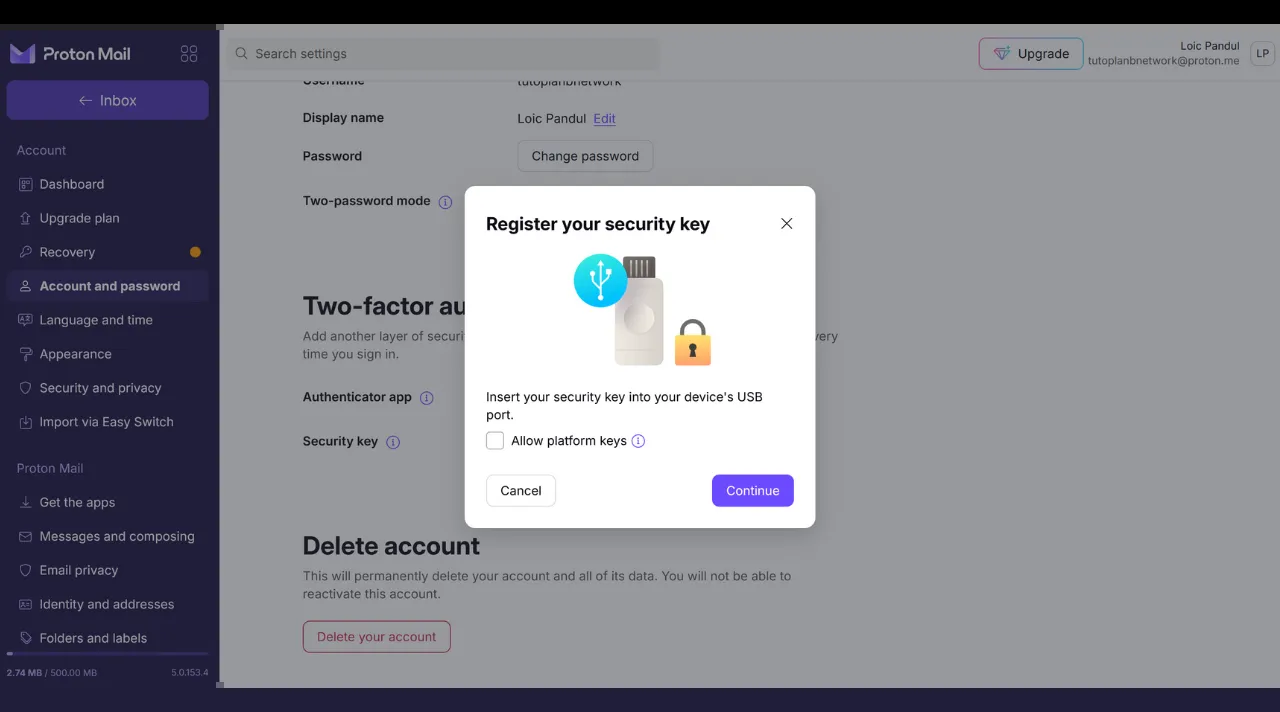 Proton Mail
Search settings
Upgrade
Loic Pandul
tutoplanbnetwork@proton.me
LP
Inbox
Account
Dashboard
Upgrade plan
Recovery
Account and password
Language and time
Appearance
Security and privacy
Import via Easy Switch
Proton Mail
Get the apps
Messages and composing
Email privacy
Identity and addresses
Folders and labels
2.74 MB / 500.00 MB
5.0.153.4
Username
tutoplanbnetwork
Display name
Loic Pandul Edit
Password
Change password
Two-password mode
Two-factor au
Add another layer of securi
very
time you sign in.
Authenticator app
Security key
Delete account
This will permanently delete your account and all of its data. You will not be able to
reactivate this account.
Delete your account
Register your security key
Insert your security key into your device's USB
port.
Allow platform keys
Cancel
Continue